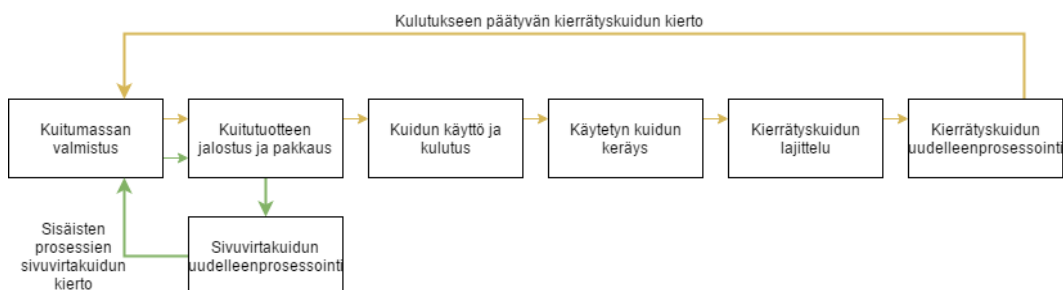 Kulutukseen päätyvän kierrätyskuidun kierto
Kuitumassan
valmistus
Kuitutuotteen
jalostus ja pakkaus
Kuidun käyttö ja
kulutus
Käytetyn kuidun
keräys
Kierrätyskuidun
lajittelu
Kierrätyskuidun
uudelleenprosessointi
Sisäisten
prosessien
sivuvirtakuidun
kierto
Sivuvirtakuidun
uudelleenprosessointi